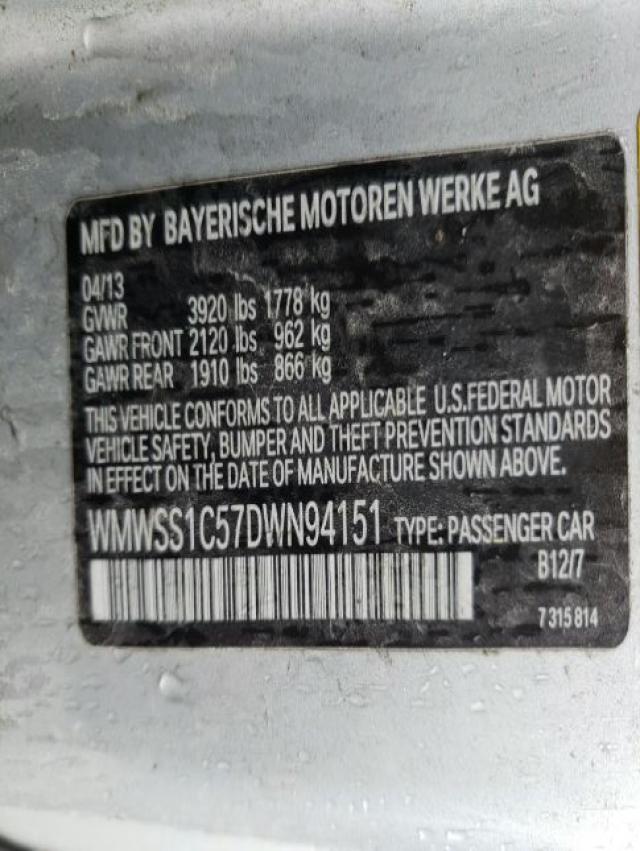 MFD BY BAYERISCHE MOTOREN WERKE AG
04/13
GVWR 3920 lbs 1778 kg
GAWR FRONT 2120 lbs 962 kg
GAWR REAR 1910 lbs 866 kg
THIS VEHICLE CONFORMS TO ALL APPLICABLE U.S.FEDERAL MOTOR
VEHICLE SAFETY, BUMPER AND THEFT PREVENTION STANDARDS
IN EFFECT ON THE DATE OF MANUFACTURE SHOWN ABOVE.
WMWSS1C57DWN94151 TYPE: PASSENGER CAR
B12/7
7315814